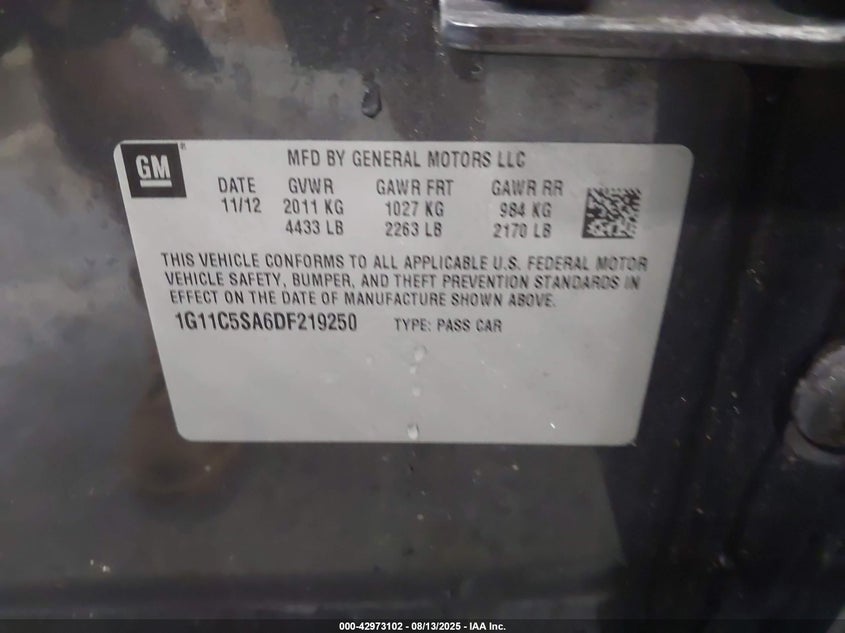 GM®
MFD BY GENERAL MOTORS LLC
DATE GVWR GAWR FRT GAWR RR
11/12 2011 KG 1027 KG 984 KG
4433 LB 2263 LB 2170 LB
THIS VEHICLE CONFORMS TO ALL APPLICABLE U.S. FEDERAL MOTOR
VEHICLE SAFETY, BUMPER, AND THEFT PREVENTION STANDARDS IN
EFFECT ON THE DATE OF MANUFACTURE SHOWN ABOVE.
1G11C5SA6DF219250 TYPE: PASS CAR
000-42973102 - 08/13/2025 - IAA Inc.